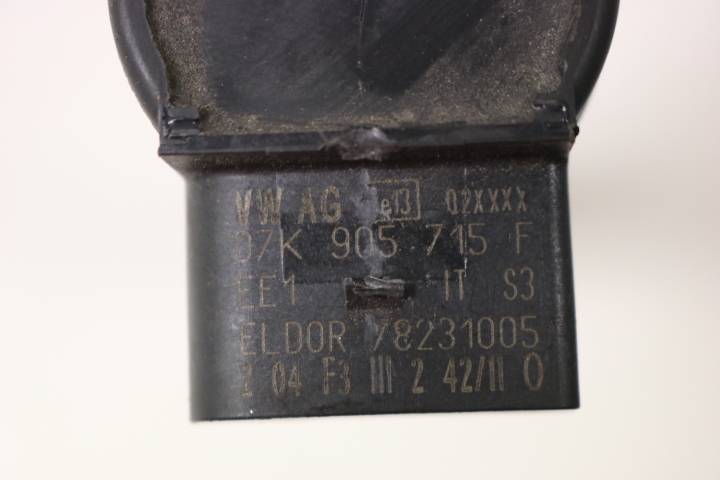 VW AG e13 02XXXX
07K 905 715 F
EE1 IT S3
ELDOR 78231005
2 04 F3 III 2 42/11 0